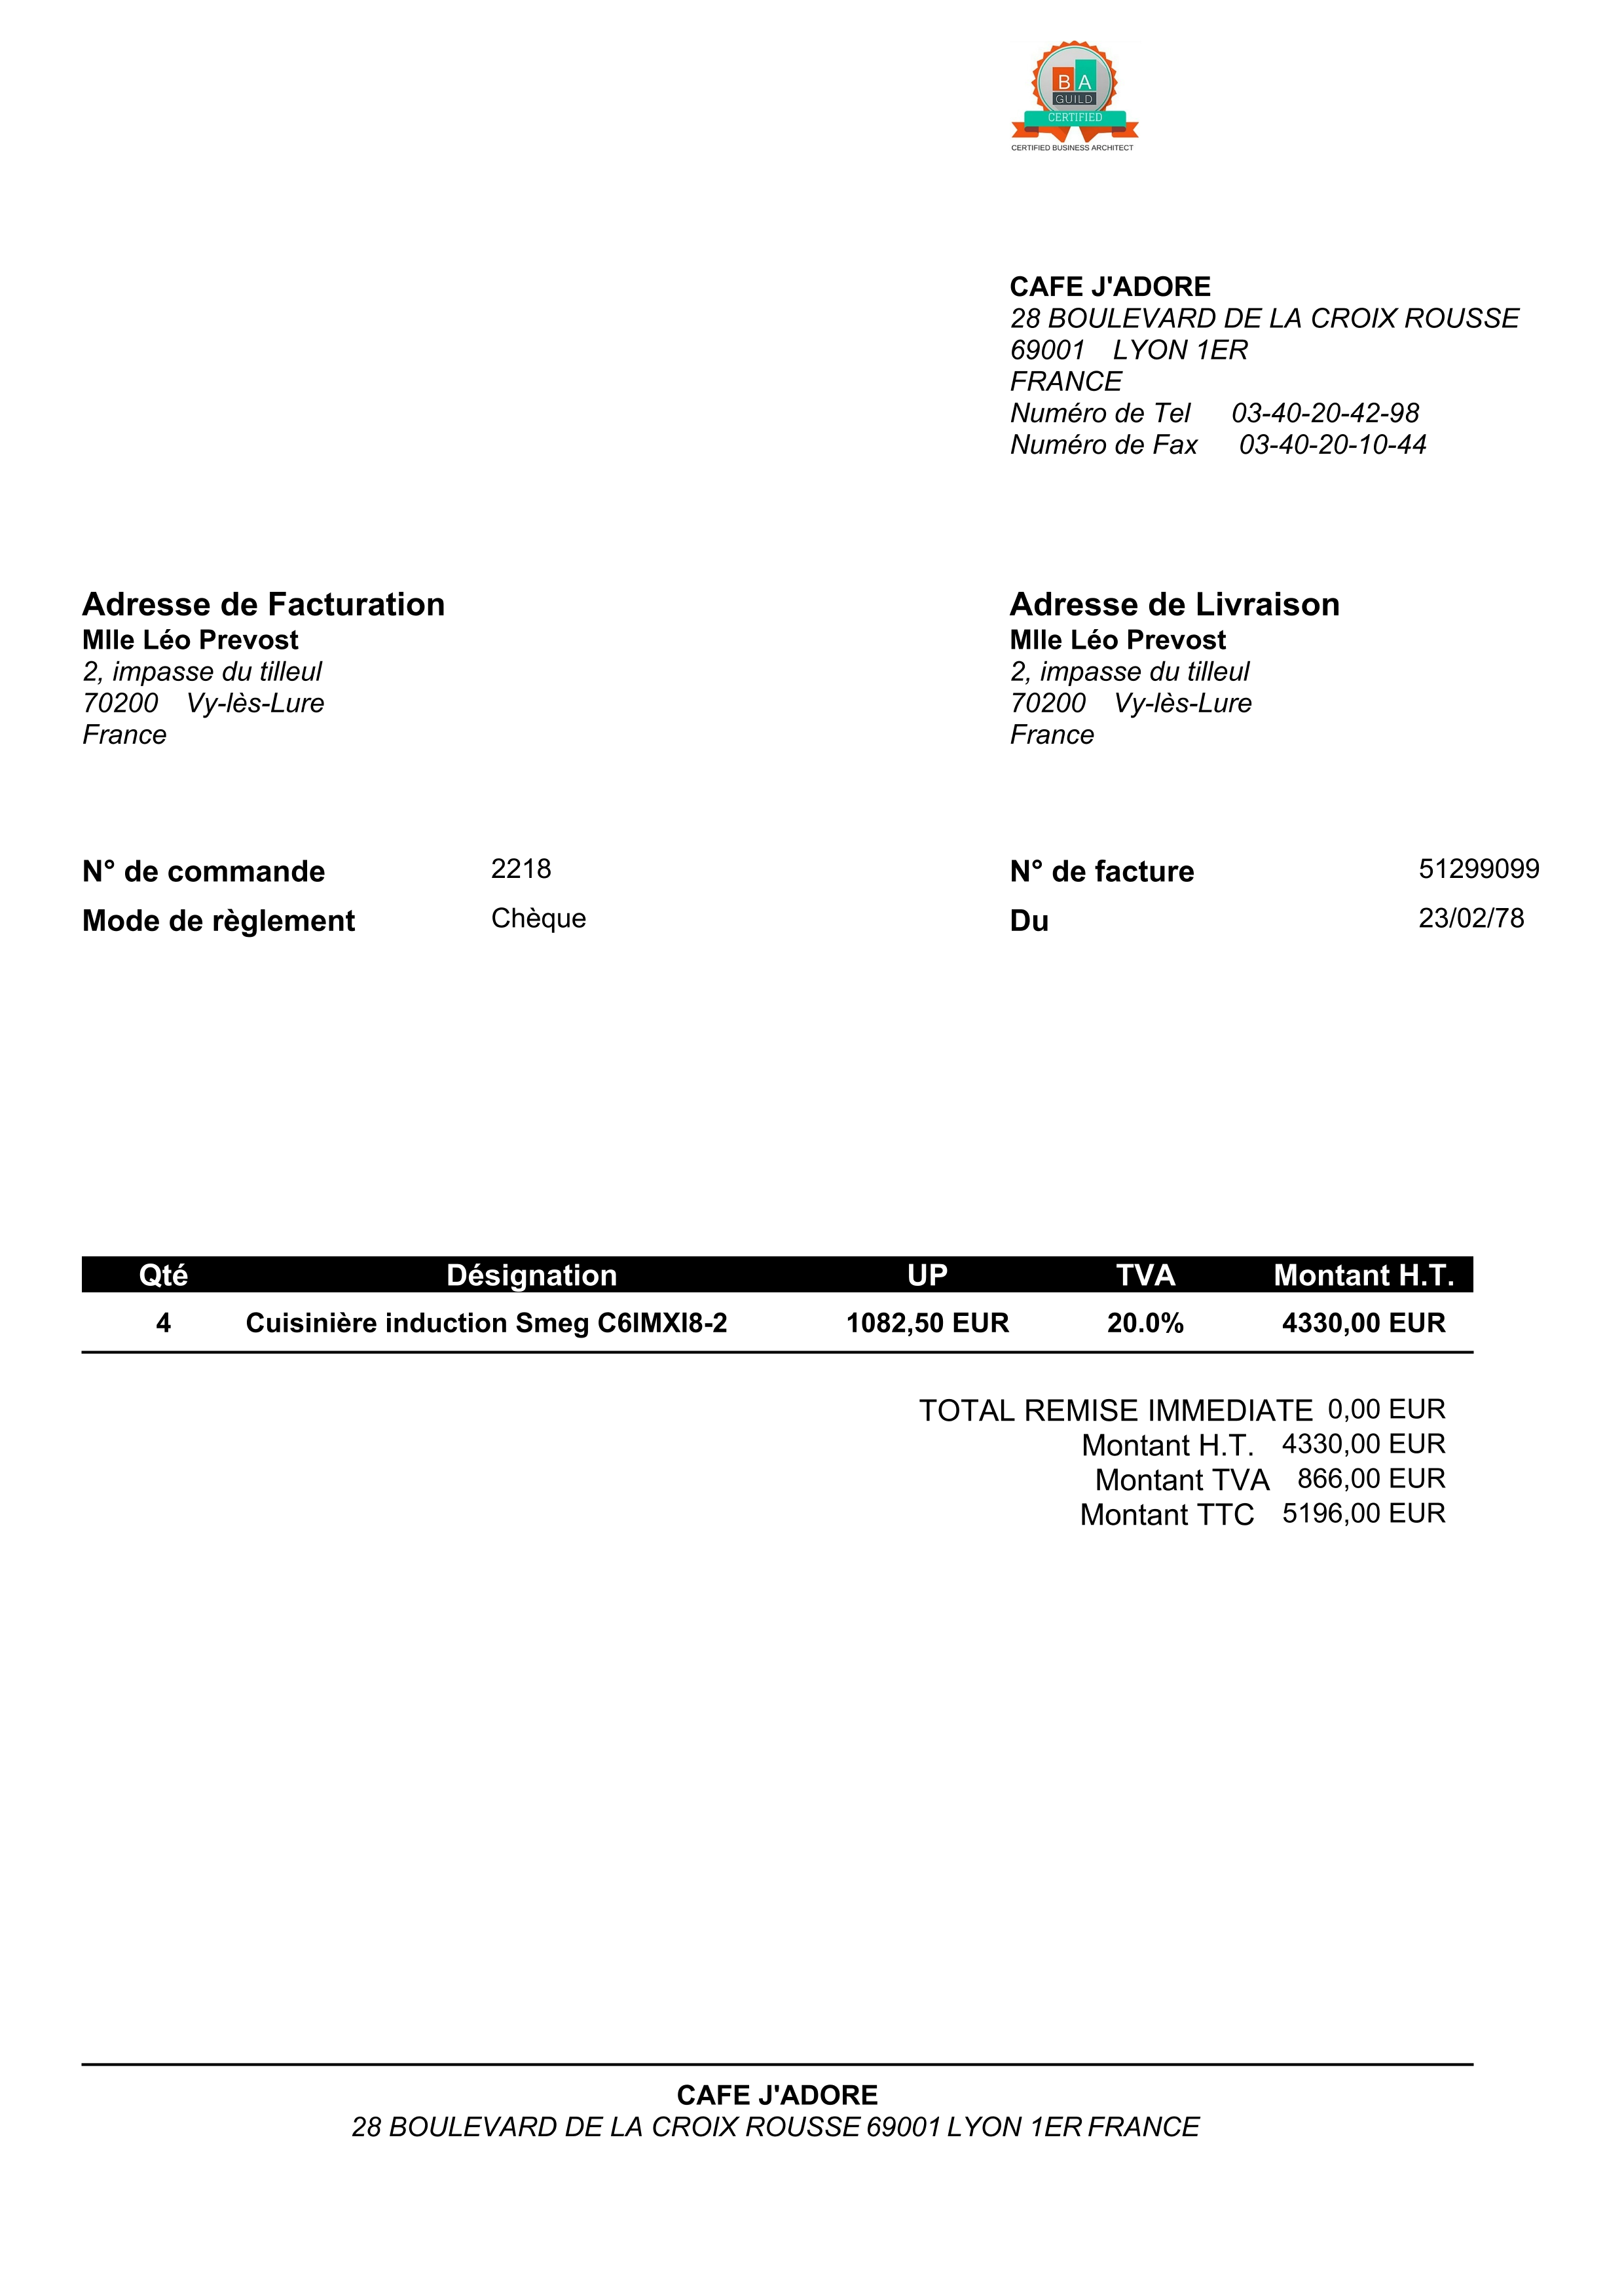 B A
GUILD
CERTIFIED
CERTIFIED BUSINESS ARCHITECT
CAFE J'ADORE
28 BOULEVARD DE LA CROIX ROUSSE
69001 LYON 1ER
FRANCE
Numéro de Tel 03-40-20-42-98
Numéro de Fax 03-40-20-10-44
Adresse de Facturation
Mlle Léo Prevost
2, impasse du tilleul
70200 Vy-lès-Lure
France
Adresse de Livraison
Mlle Léo Prevost
2, impasse du tilleul
70200 Vy-lès-Lure
France
N° de commande 2218
Mode de règlement Chèque
N° de facture 51299099
Du 23/02/78
Qté Désignation UP TVA Montant H.T.
4 Cuisinière induction Smeg C6IMXI8-2 1082,50 EUR 20.0% 4330,00 EUR
TOTAL REMISE IMMEDIATE 0,00 EUR
Montant H.T. 4330,00 EUR
Montant TVA 866,00 EUR
Montant TTC 5196,00 EUR
CAFE J'ADORE
28 BOULEVARD DE LA CROIX ROUSSE 69001 LYON 1ER FRANCE